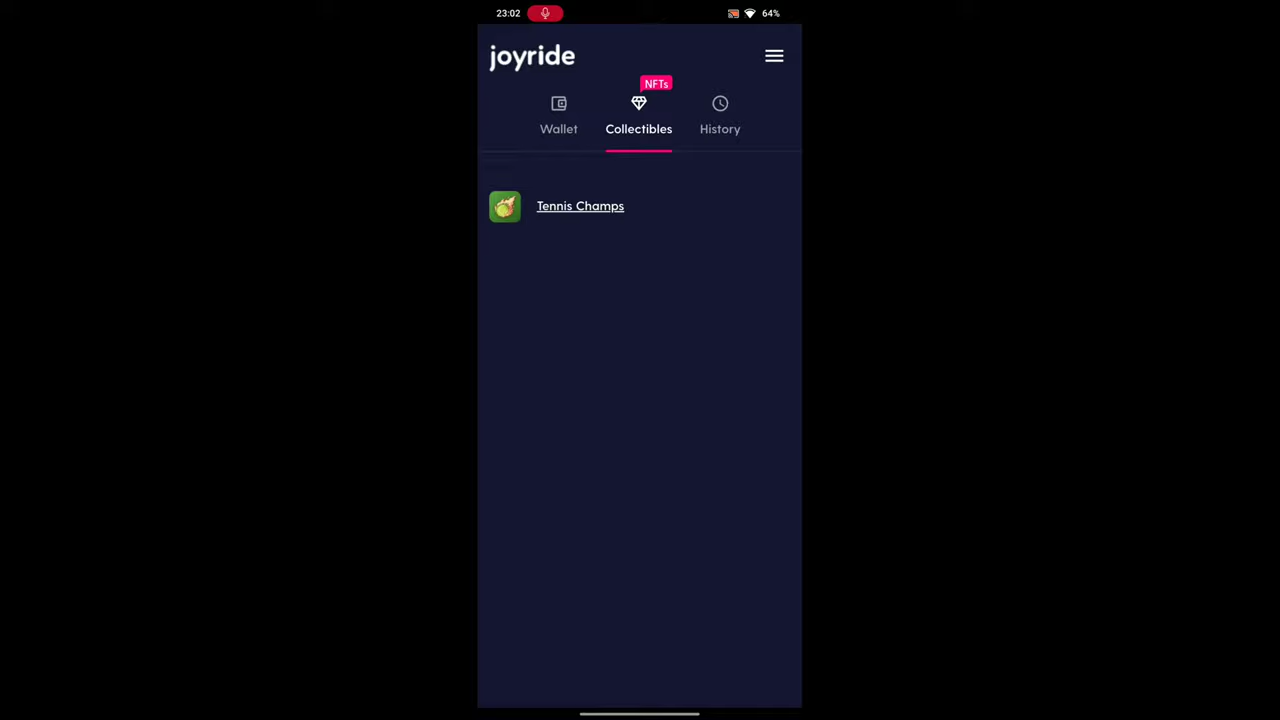 23:02
64%
joyride
NFTs
Wallet Collectibles History
Tennis Champs